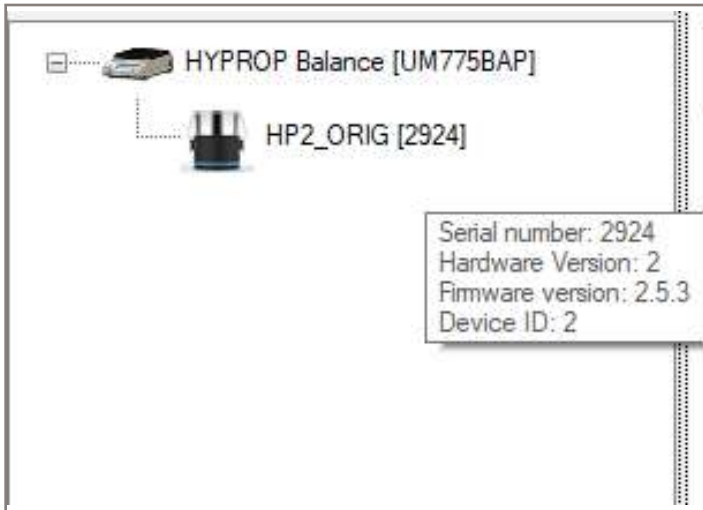 HYPROP Balance [UM775BAP]
HP2_ORIG [2924]
Serial number: 2924
Hardware Version: 2
Firmware version: 2.5.3
Device ID: 2